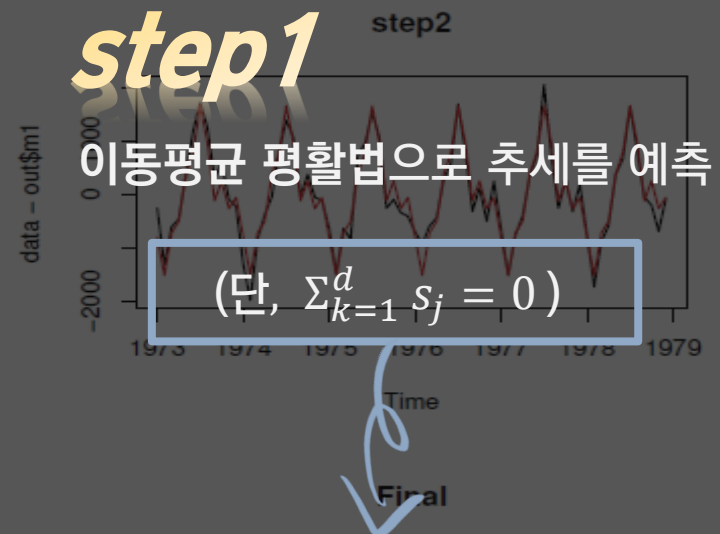 step2
step1
data - out$m1
0
-2000
이동평균 평활법으로 추세를 예측
(단, Σ_{k=1}^{d} s_j = 0 )
1973 1974 1975 1976 1977 1978 1979
Time
Final